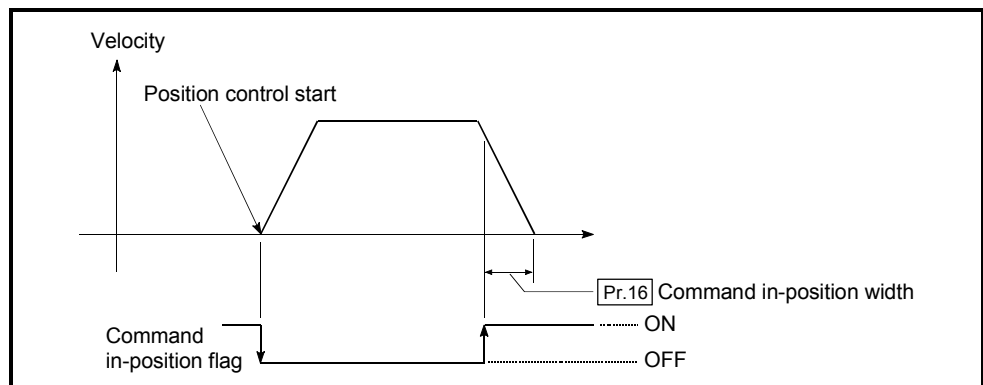 Velocity
Position control start
Pr.16 Command in-position width
ON
Command
in-position flag
OFF